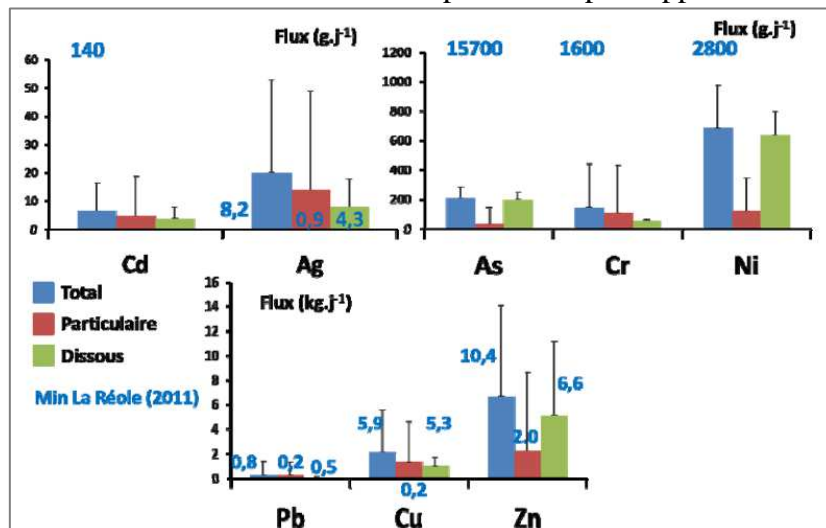 Flux (g.j-1)
140
60
50
40
30
20
10
0
8,2
0,9
4,3
Cd
Ag
Flux (g.j-1)
15700
1600
2800
1200
1000
800
600
400
200
0
As
Cr
Ni
Total
Particulaire
Dissous
Min La Réole (2011)
Flux (kg.j-1)
16
14
12
10
8
6
4
2
0
0,8
0,2
0,5
5,9
5,3
0,2
10,4
2.0
6,6
Pb
Cu
Zn